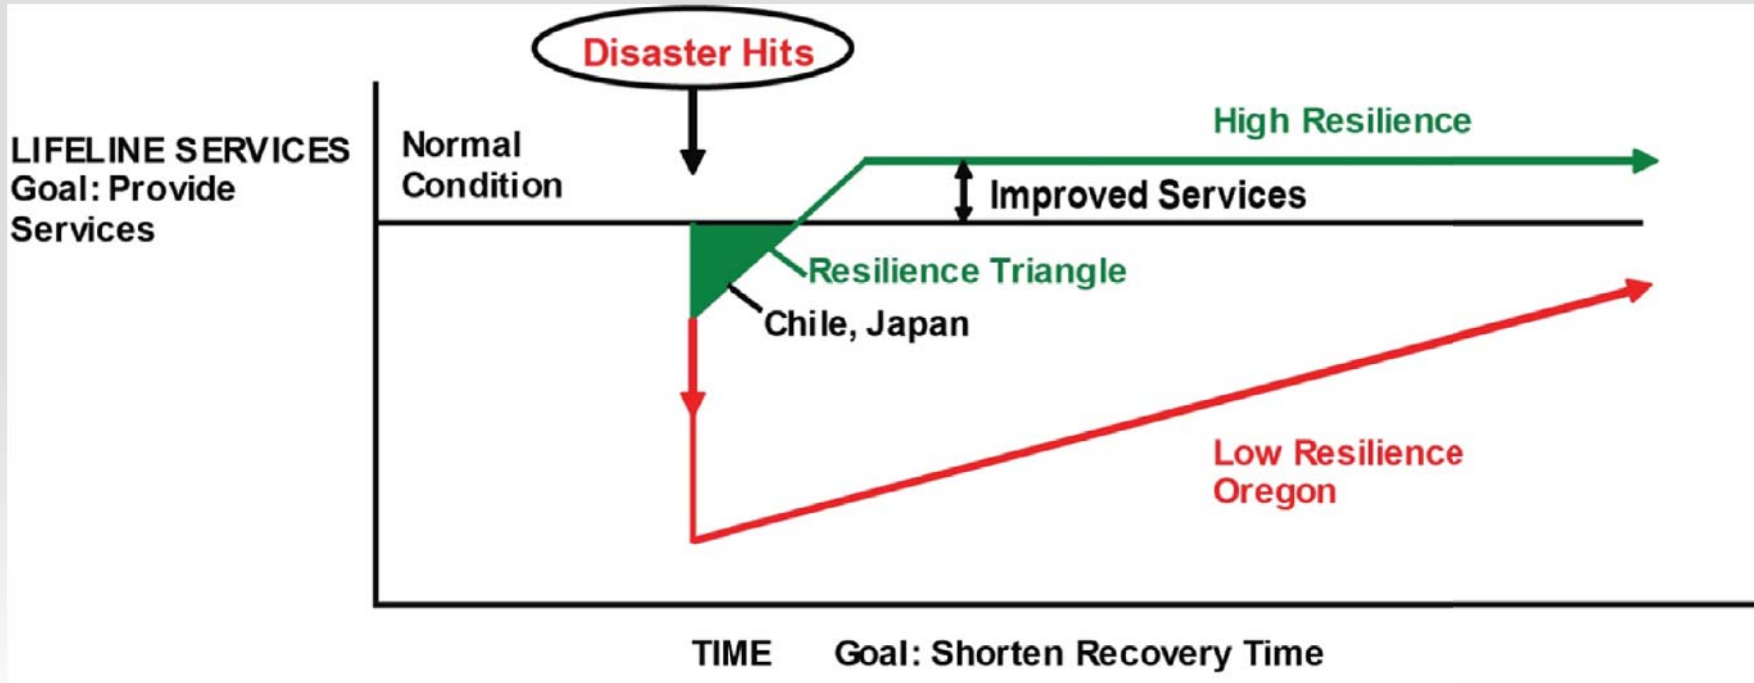 Disaster Hits
LIFELINE SERVICES
Goal: Provide
Services
Normal
Condition
High Resilience
Improved Services
Resilience Triangle
Chile, Japan
Low Resilience
Oregon
TIME Goal: Shorten Recovery Time